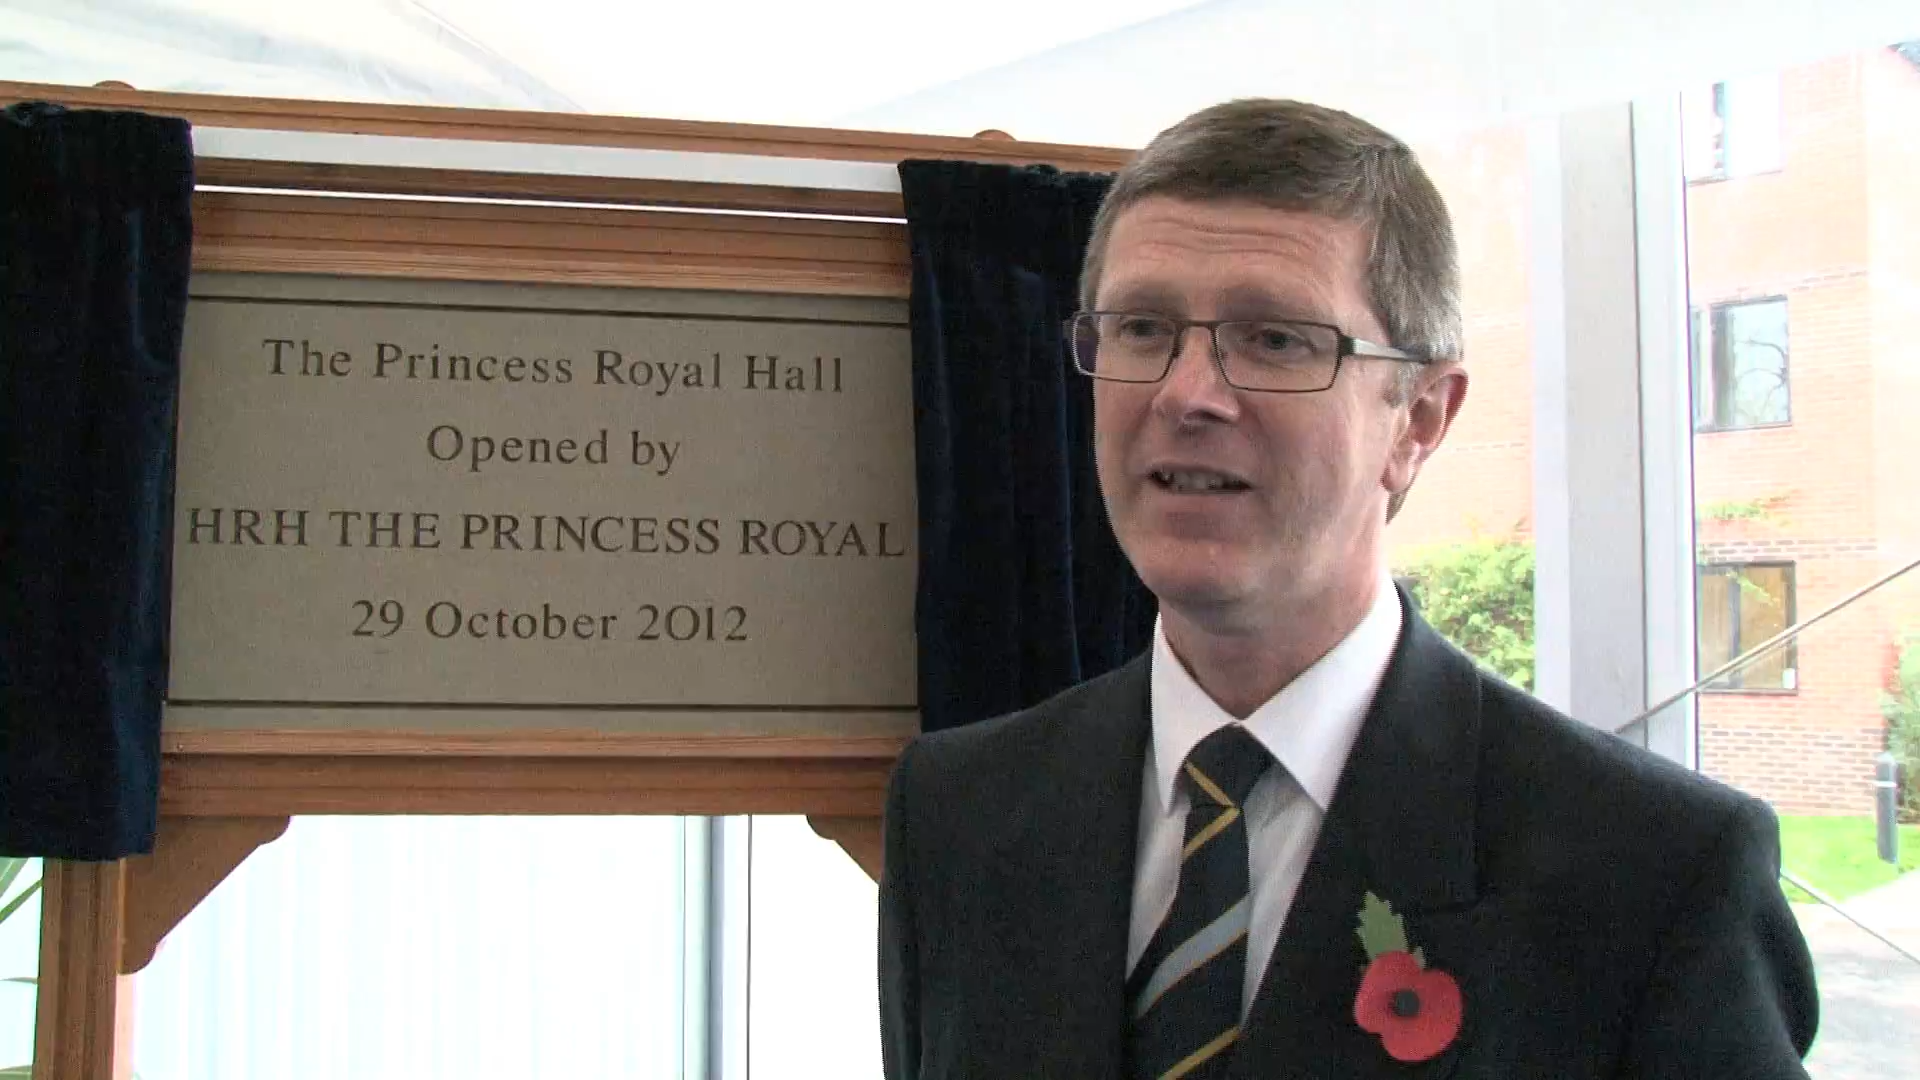 The Princess Royal Hall
Opened by
HRH THE PRINCESS ROYAL
29 October 2012